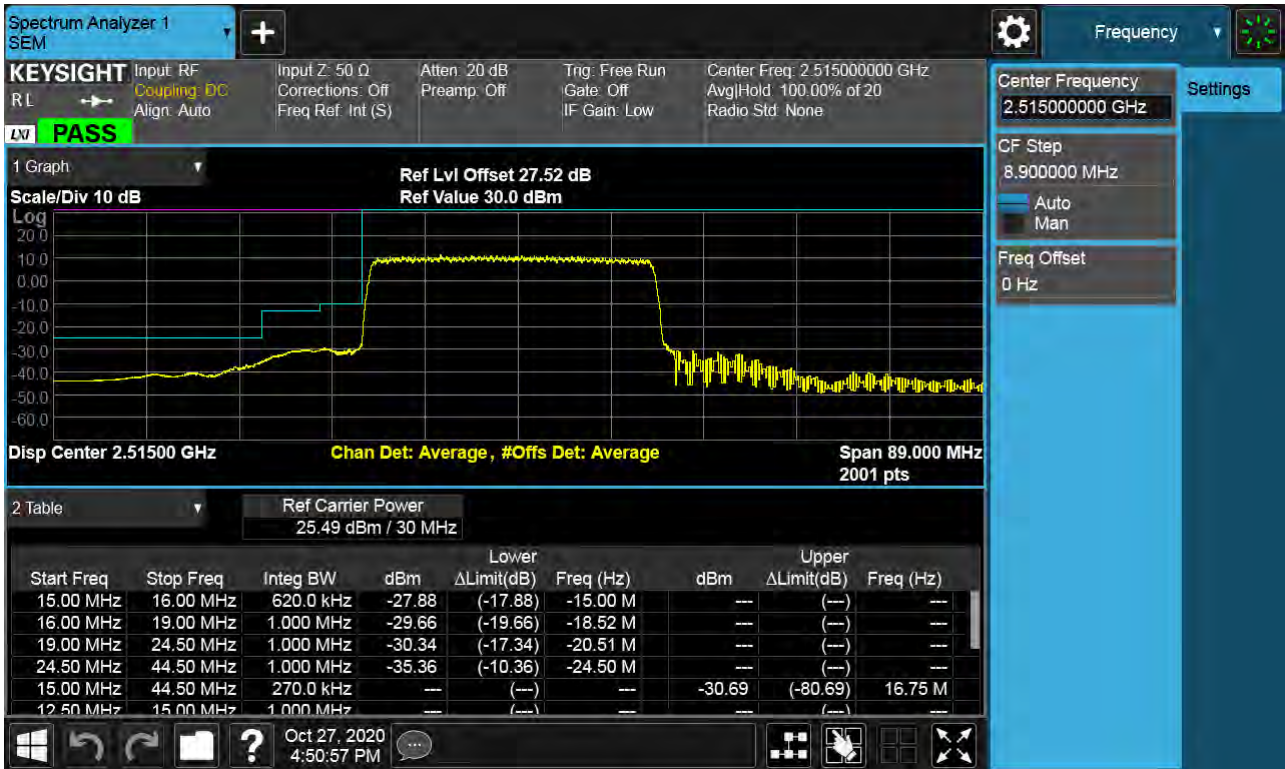 Spectrum Analyzer 1
SEM
Frequency
KEYSIGHT Input: RF Input Z: 50 Ω Atten: 20 dB Trig: Free Run Center Freq: 2.515000000 GHz
RL Coupling: DC Corrections: Off Preamp: Off Gate: Off Avg|Hold: 100.00% of 20
Align: Auto Freq Ref: Int (S) IF Gain: Low Radio Std: None
LXI PASS
Center Frequency
2.515000000 GHz
Settings
CF Step
8.900000 MHz
Auto
Man
Freq Offset
0 Hz
1 Graph
Ref Lvl Offset 27.52 dB
Scale/Div 10 dB Ref Value 30.0 dBm
Log
20.0
10.0
0.00
-10.0
-20.0
-30.0
-40.0
-50.0
-60.0
Disp Center 2.51500 GHz Chan Det: Average, #Offs Det: Average Span 89.000 MHz
2001 pts
2 Table Ref Carrier Power
25.49 dBm / 30 MHz
Lower Upper
Start Freq Stop Freq Integ BW dBm ΔLimit(dB) Freq (Hz) dBm ΔLimit(dB) Freq (Hz)
15.00 MHz 16.00 MHz 620.0 kHz -27.88 (-17.88) -15.00 M --- (---) ---
16.00 MHz 19.00 MHz 1.000 MHz -29.66 (-19.66) -18.52 M --- (---) ---
19.00 MHz 24.50 MHz 1.000 MHz -30.34 (-17.34) -20.51 M --- (---) ---
24.50 MHz 44.50 MHz 1.000 MHz -35.36 (-10.36) -24.50 M --- (---) ---
15.00 MHz 44.50 MHz 270.0 kHz --- (---) --- -30.69 (-80.69) 16.75 M
12.50 MHz 15.00 MHz 1.000 MHz --- (---) --- --- (---) ---
Oct 27, 2020
4:50:57 PM